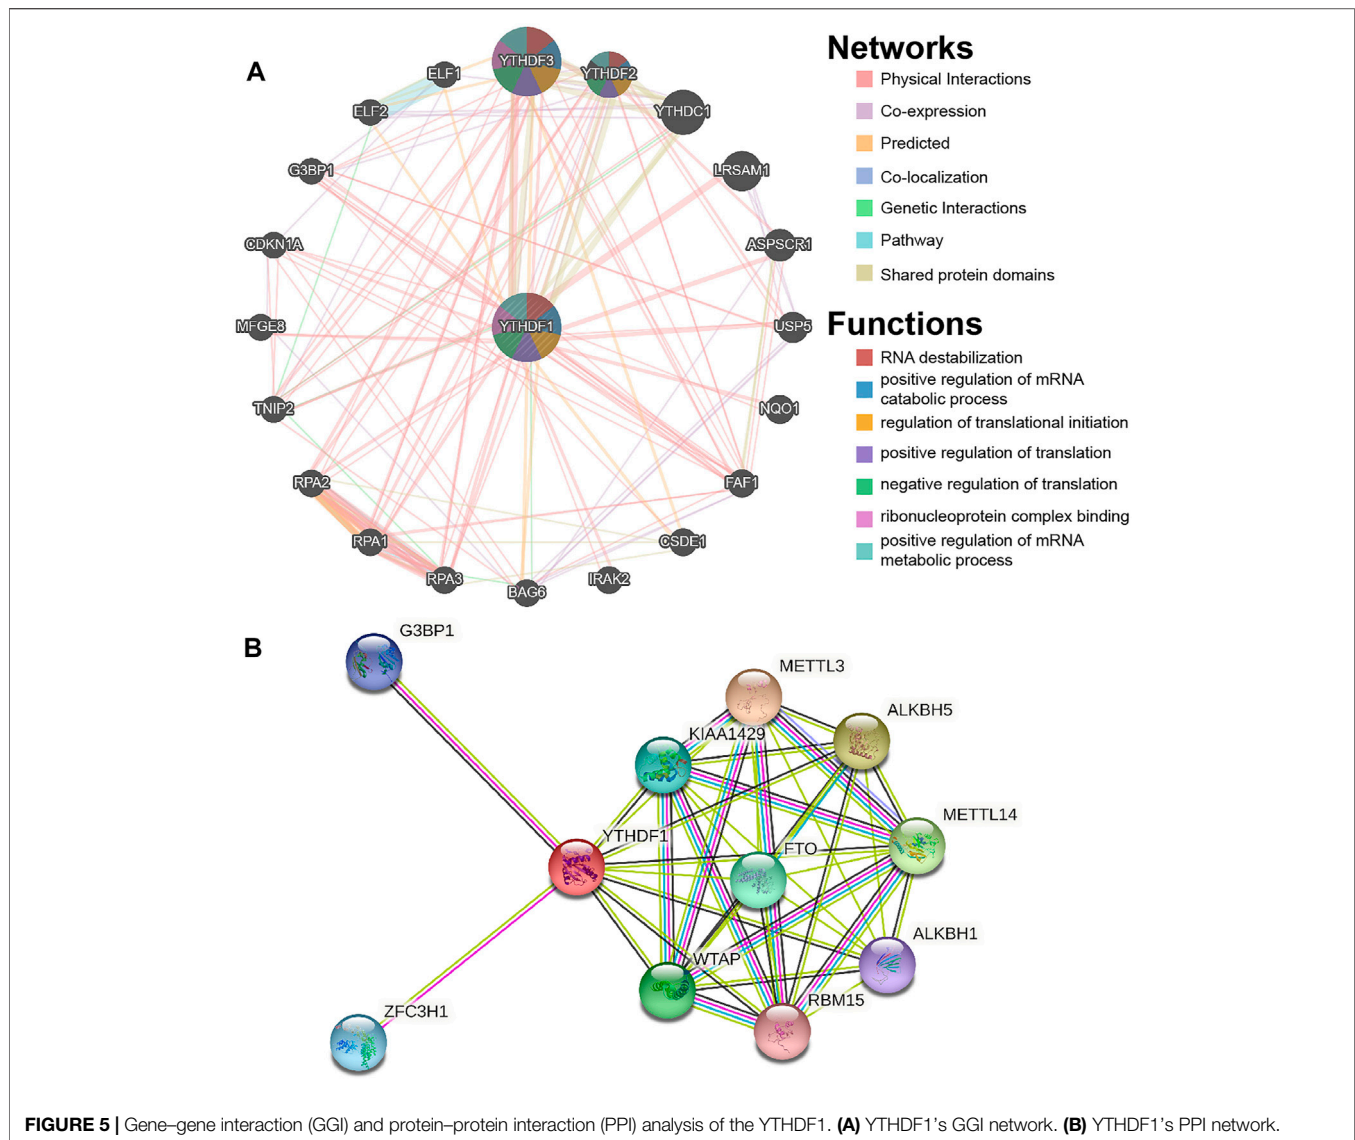 A
YTHDF3
YTHDF2
ELF1
ELF2
YTHDC1
G3BP1
LRSAM1
CDKN1A
ASPSCR1
MFGE8
YTHDF1
USP5
TNIP2
NQO1
RPA2
FAF1
RPA1
CSDE1
RPA3
BAG6
IRAK2
Networks
Physical Interactions
Co-expression
Predicted
Co-localization
Genetic Interactions
Pathway
Shared protein domains
Functions
RNA destabilization
positive regulation of mRNA
catabolic process
regulation of translational initiation
positive regulation of translation
negative regulation of translation
ribonucleoprotein complex binding
positive regulation of mRNA
metabolic process
B
G3BP1
METTL3
ALKBH5
KIAA1429
METTL14
YTHDF1
FTO
ALKBH1
WTAP
RBM15
ZFC3H1
FIGURE 5 | Gene–gene interaction (GGI) and protein–protein interaction (PPI) analysis of the YTHDF1. (A) YTHDF1's GGI network. (B) YTHDF1's PPI network.